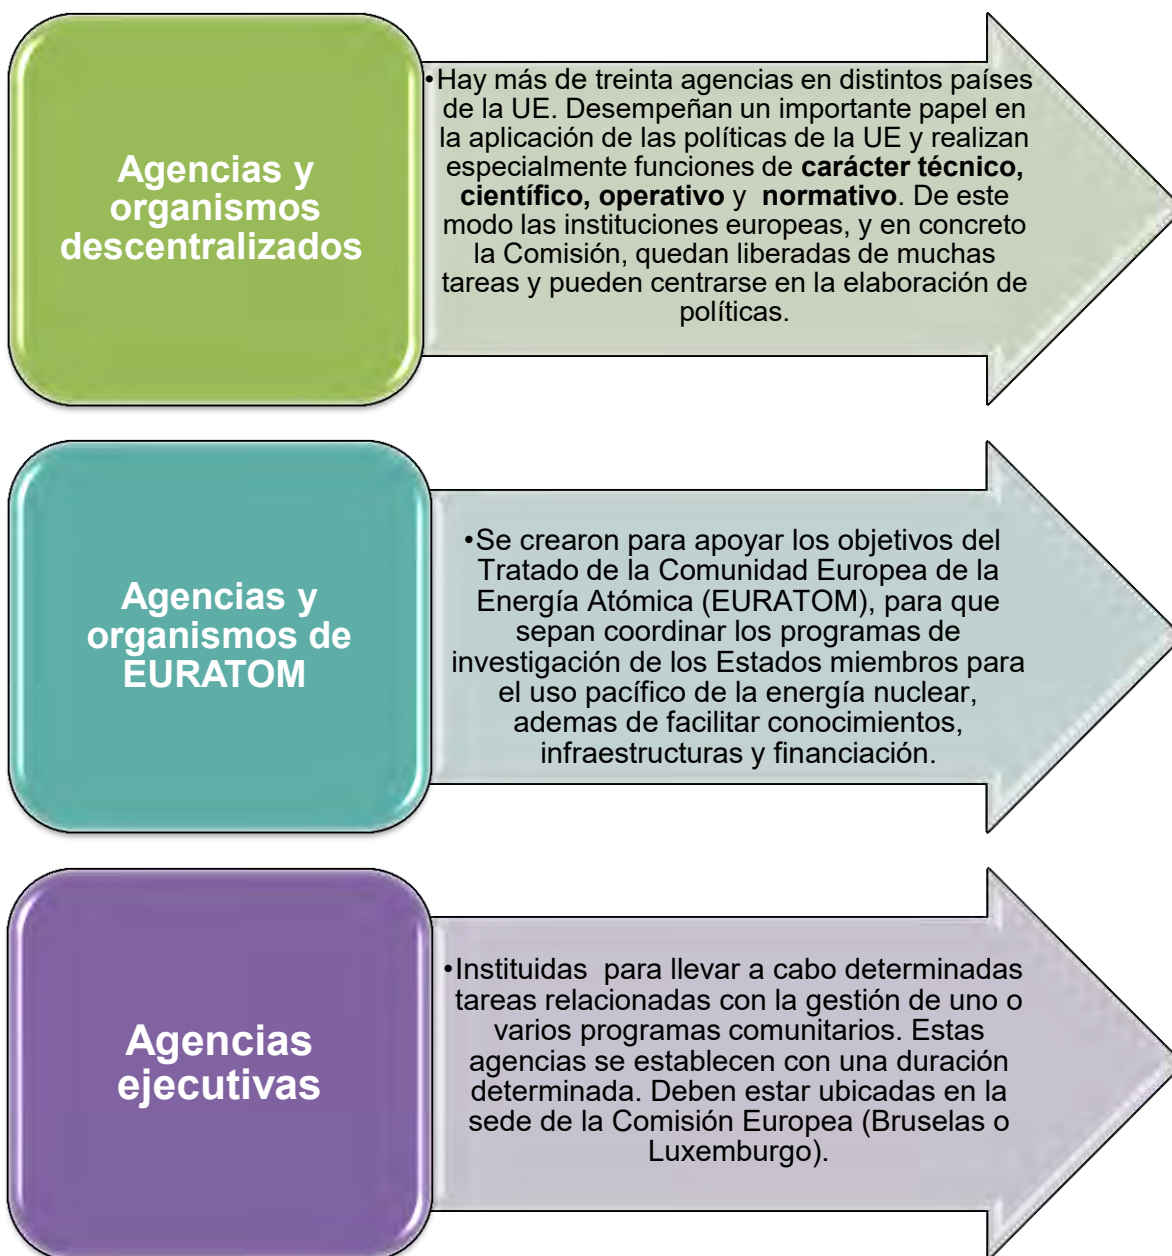 Agencias y
organismos
descentralizados
•Hay más de treinta agencias en distintos países
de la UE. Desempeñan un importante papel en
la aplicación de las políticas de la UE y realizan
especialmente funciones de carácter técnico,
científico, operativo y normativo. De este
modo las instituciones europeas, y en concreto
la Comisión, quedan liberadas de muchas
tareas y pueden centrarse en la elaboración de
políticas.
Agencias y
organismos de
EURATOM
•Se crearon para apoyar los objetivos del
Tratado de la Comunidad Europea de la
Energía Atómica (EURATOM), para que
sepan coordinar los programas de
investigación de los Estados miembros para
el uso pacífico de la energía nuclear,
ademas de facilitar conocimientos,
infraestructuras y financiación.
Agencias
ejecutivas
•Instituidas para llevar a cabo determinadas
tareas relacionadas con la gestión de uno o
varios programas comunitarios. Estas
agencias se establecen con una duración
determinada. Deben estar ubicadas en la
sede de la Comisión Europea (Bruselas o
Luxemburgo).